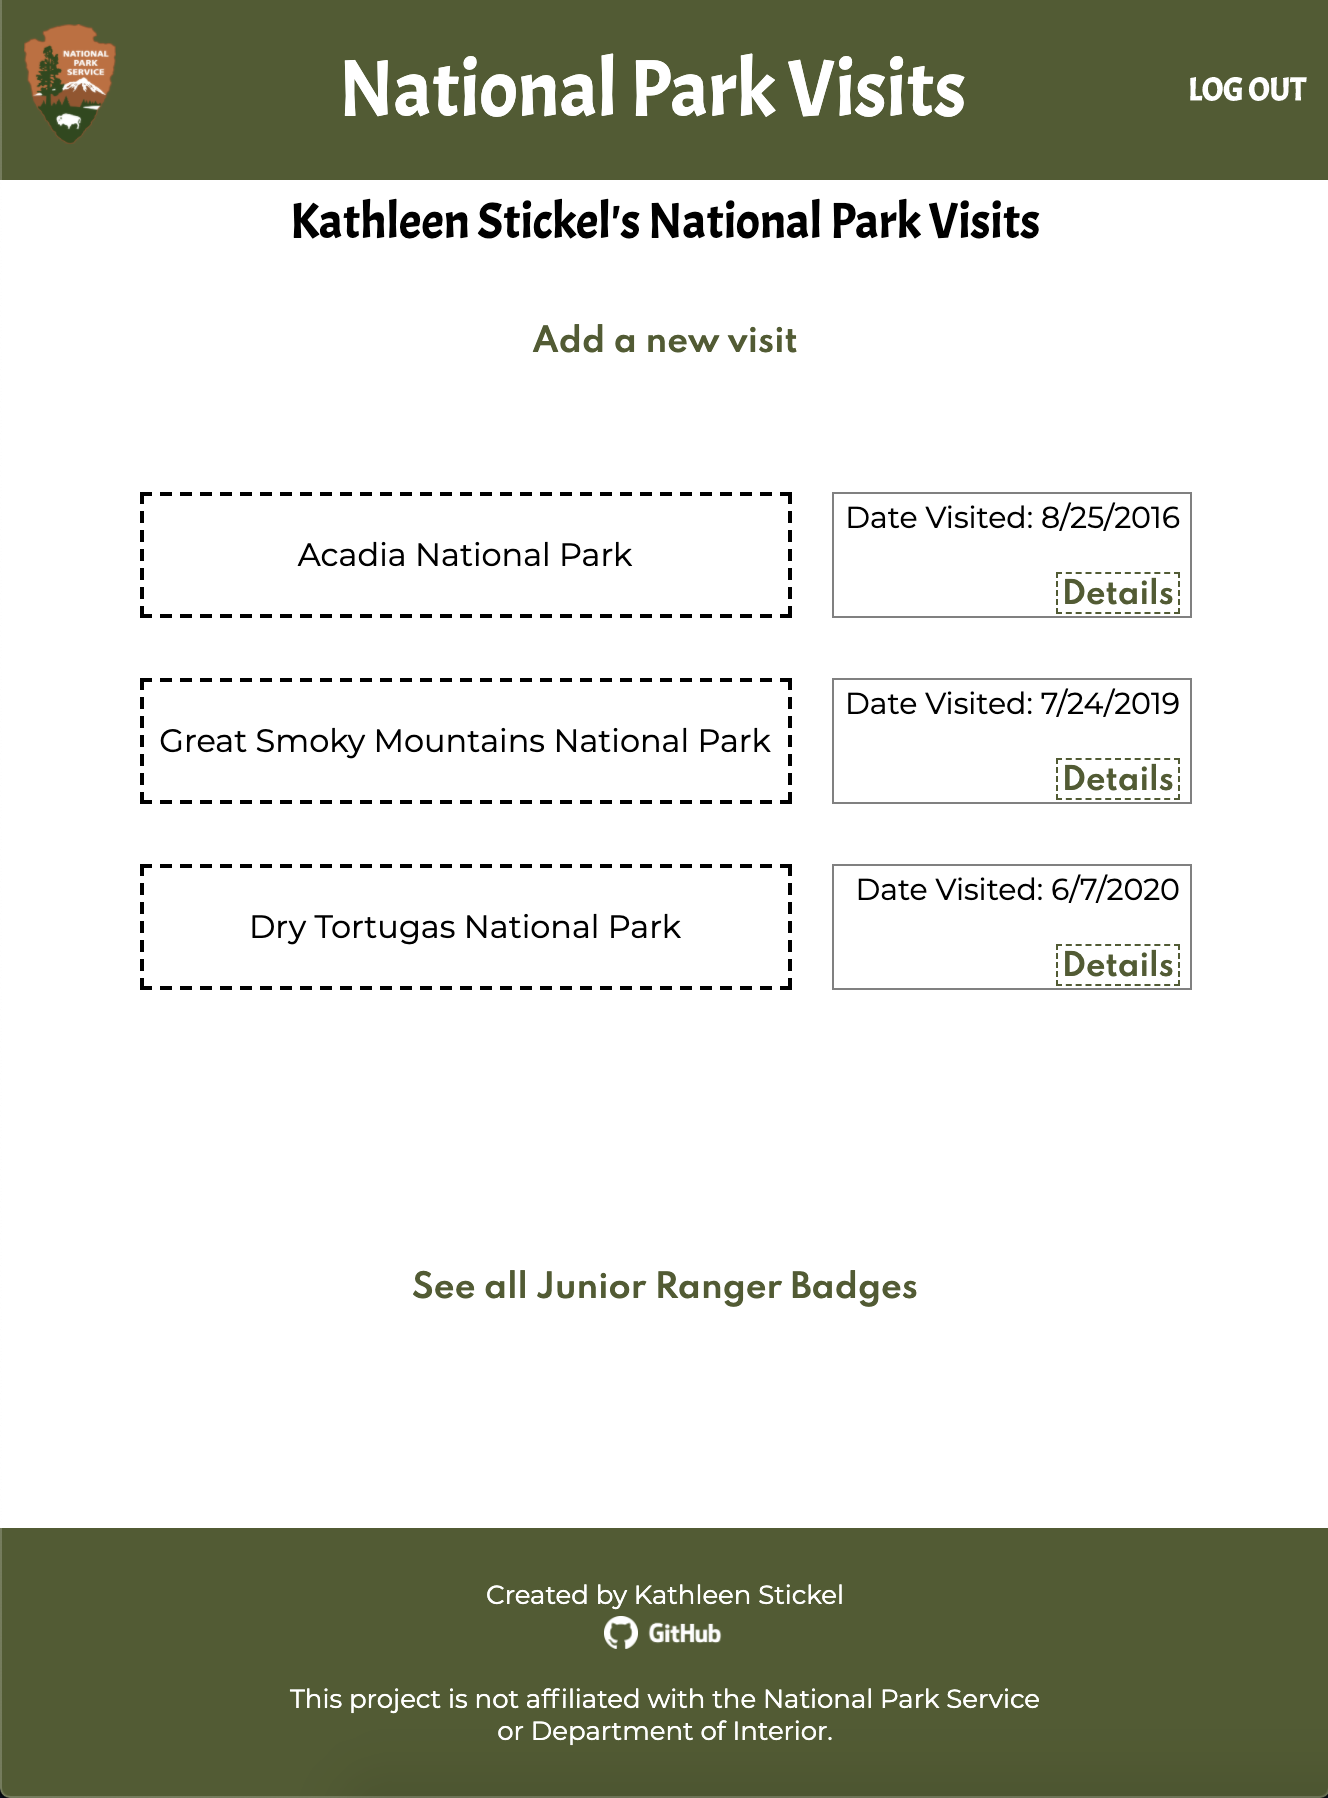 NATIONAL
PARK
SERVICE
National Park Visits
LOG OUT
Kathleen Stickel's National Park Visits
Add a new visit
Acadia National Park
Date Visited: 8/25/2016
Details
Great Smoky Mountains National Park
Date Visited: 7/24/2019
Details
Dry Tortugas National Park
Date Visited: 6/7/2020
Details
See all Junior Ranger Badges
Created by Kathleen Stickel
GitHub
This project is not affiliated with the National Park Service
or Department of Interior.